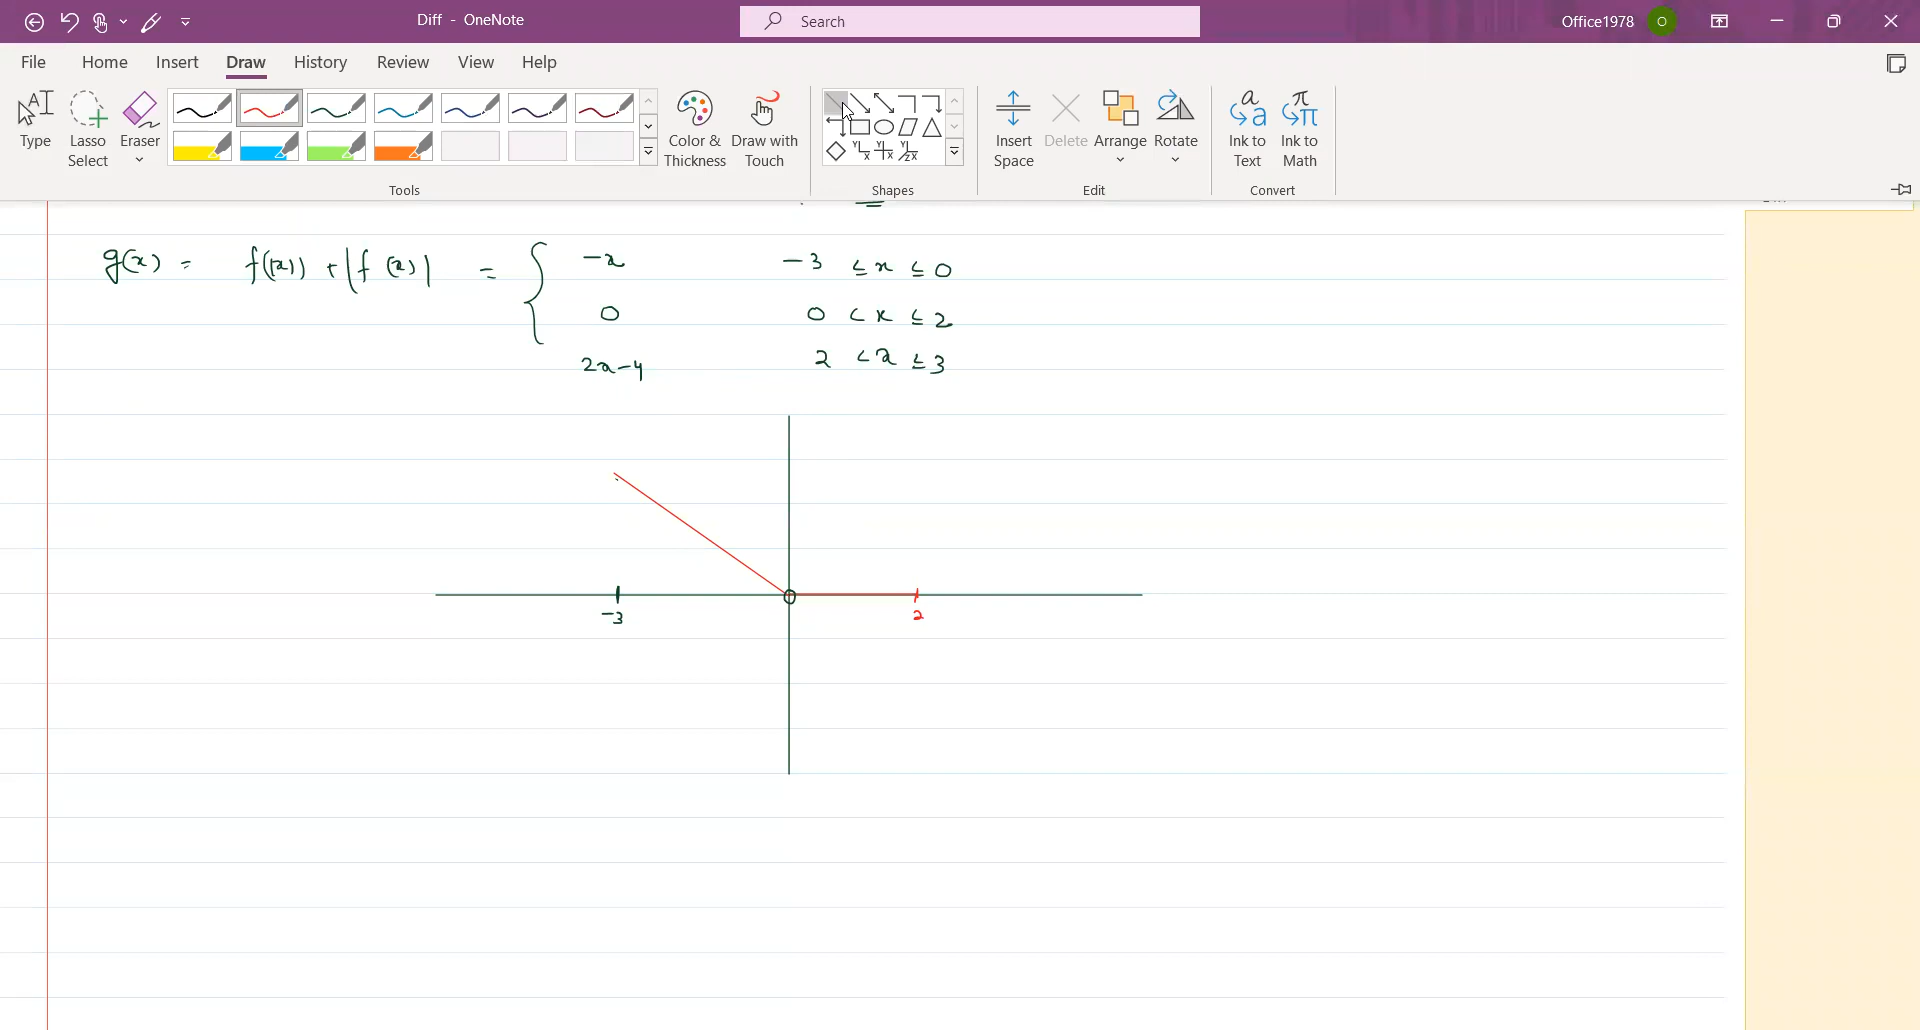 Diff - OneNote
Search
Office1978
O
File Home Insert Draw History Review View Help
Type
Lasso Select
Eraser
Color & Thickness
Draw with Touch
Insert Space
Delete
Arrange
Rotate
Ink to Text
Ink to Math
Tools
Shapes
Edit
Convert
g(x) = f(|x|) + |f(x)| = { -x -3 ≤ x ≤ 0
0 0 < x ≤ 2
2x-4 2 < x ≤ 3
-3
2